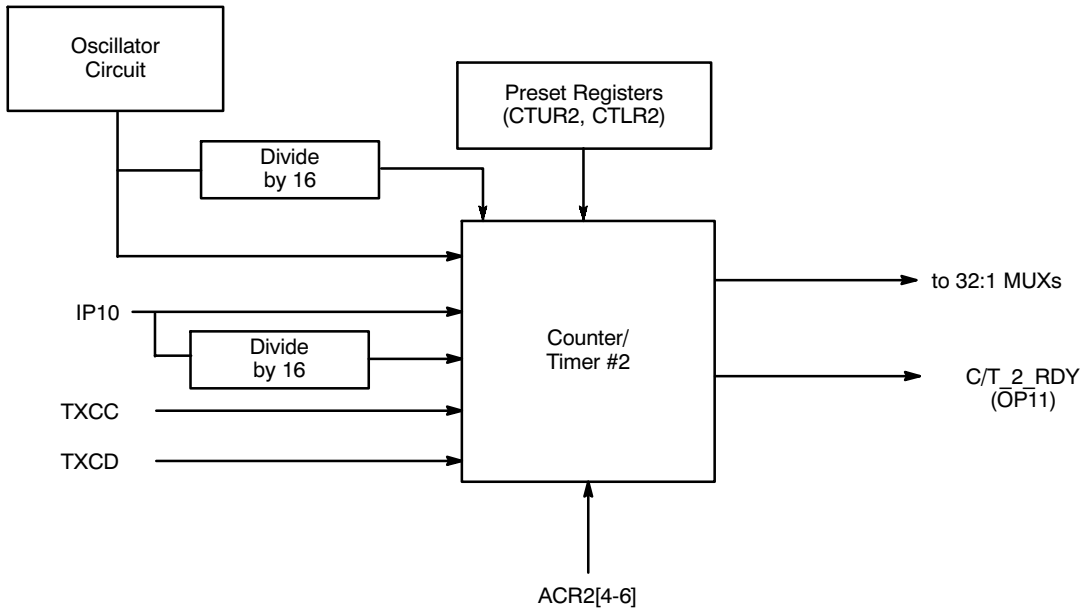 Oscillator
Circuit
Preset Registers
(CTUR2, CTLR2)
Divide
by 16
to 32:1 MUXs
IP10
Counter/
Timer #2
Divide
by 16
C/T_2_RDY
(OP11)
TXCC
TXCD
ACR2[4-6]